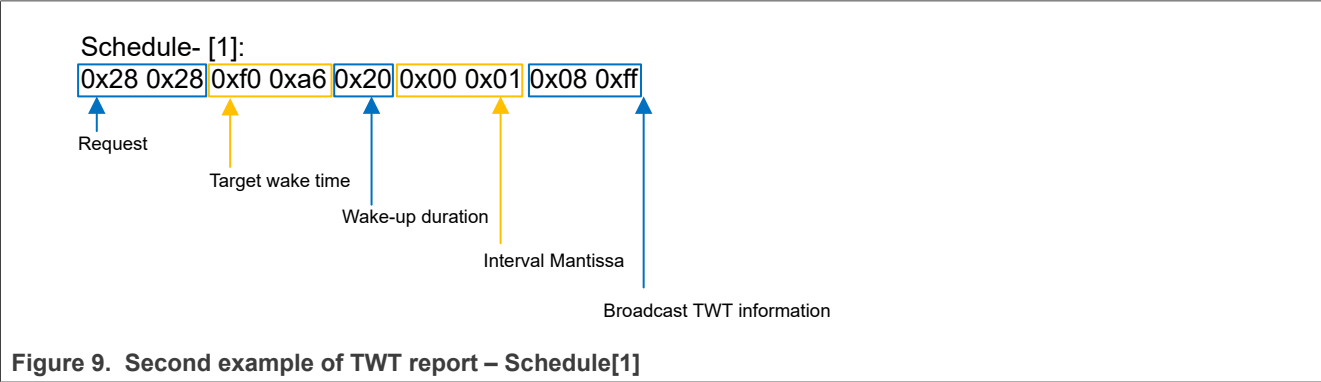 Schedule- [1]:
0x28 0x28 0xf0 0xa6 0x20 0x00 0x01 0x08 0xff
Request
Target wake time
Wake-up duration
Interval Mantissa
Broadcast TWT information
Figure 9. Second example of TWT report – Schedule[1]